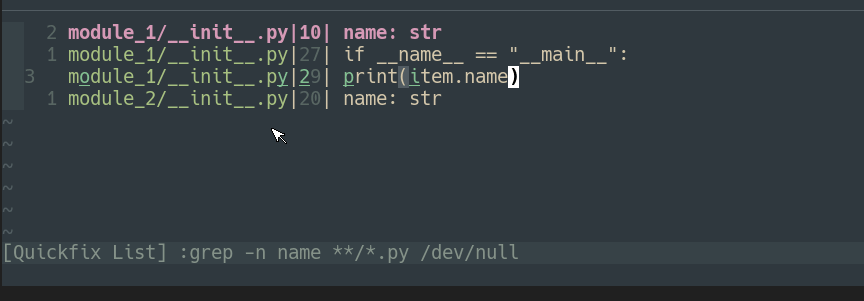 2 module_1/__init__.py|10| name: str
1 module_1/__init__.py|27| if __name__ == "__main__":
3 module_1/__init__.py|29| print(item.name)
1 module_2/__init__.py|20| name: str
~
~
~
~
~
~
[Quickfix List] :grep -n name **/*.py /dev/null